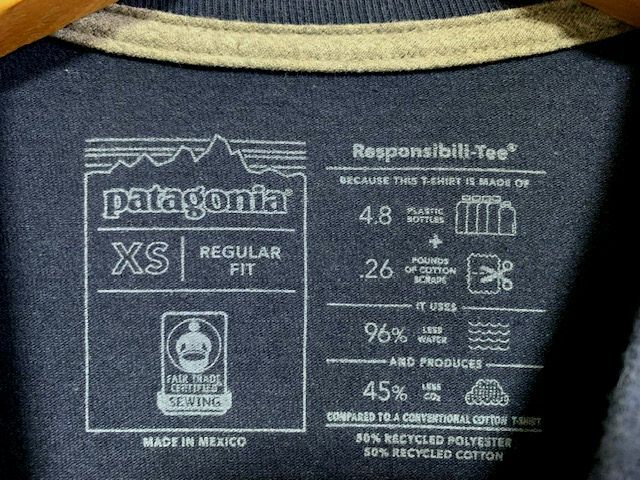 patagonia®
XS
REGULAR
FIT
FAIR TRADE
CERTIFIED
SEWING
MADE IN MEXICO
Responsibili-Tee®
BECAUSE THIS T-SHIRT IS MADE OF
4.8 PLASTIC
BOTTLES
+
.26 POUNDS
OF COTTON
SCRAPS
IT USES
96% LESS
WATER
AND PRODUCES
45% LESS
CO₂
COMPARED TO A CONVENTIONAL COTTON T-SHIRT
50% RECYCLED POLYESTER
50% RECYCLED COTTON